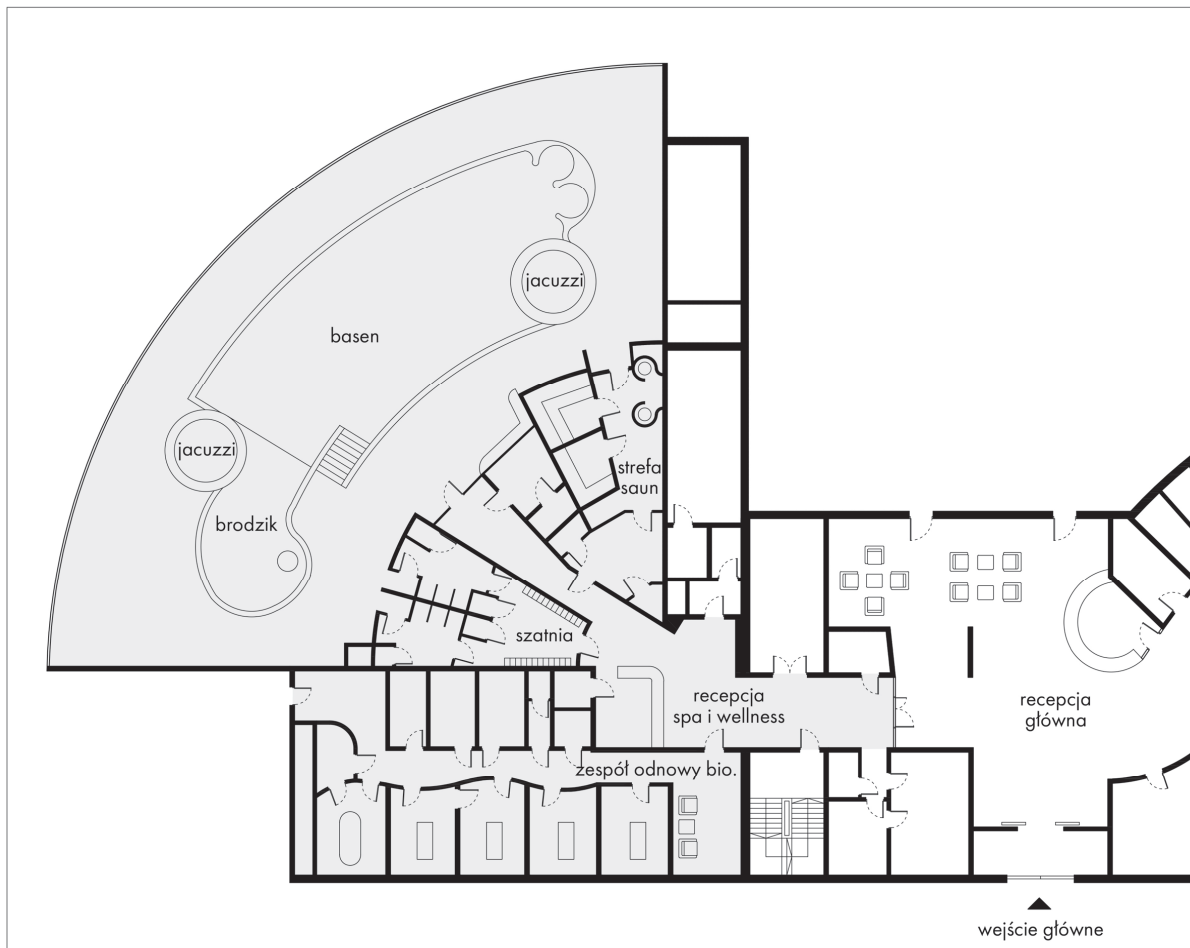 jacuzzi
basen
jacuzzi
strefa
saun
brodzik
szatnia
recepcja
spa i wellness
recepcja
główna
zespół odnowy bio.
wejście główne